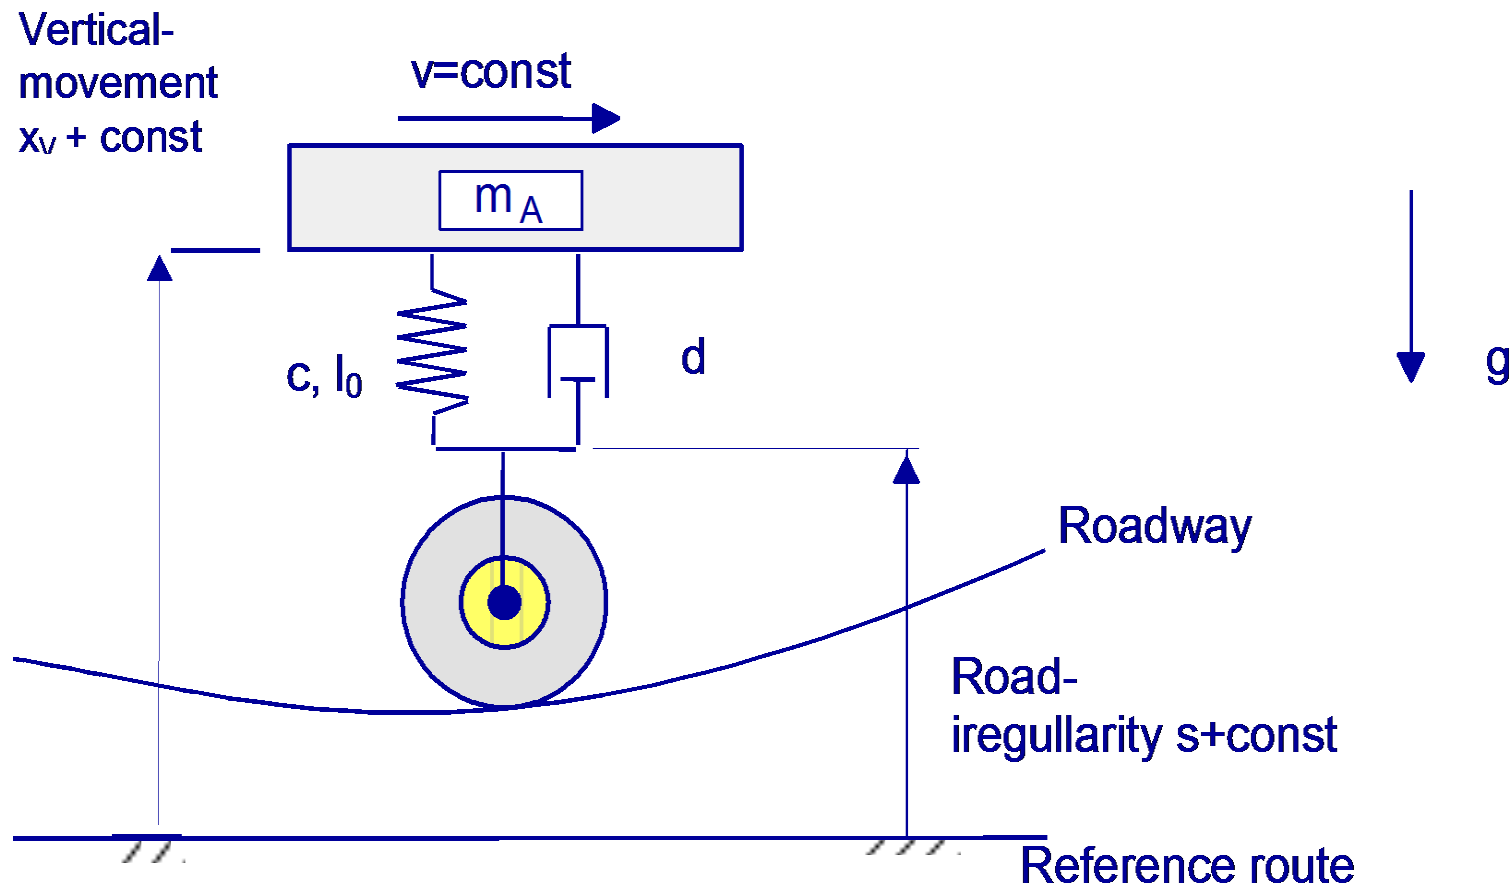 Vertical-
movement
xv + const
v=const
mA
c, l0
d
g
Roadway
Road-
iregullarity s+const
Reference route